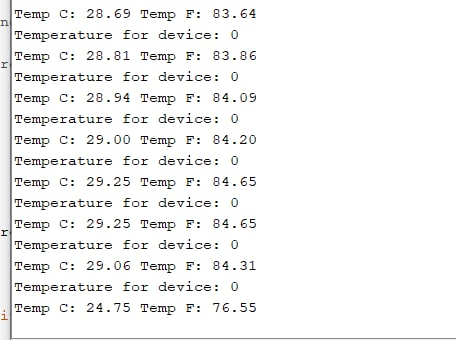 Temp C: 28.69 Temp F: 83.64
Temperature for device: 0
Temp C: 28.81 Temp F: 83.86
Temperature for device: 0
Temp C: 28.94 Temp F: 84.09
Temperature for device: 0
Temp C: 29.00 Temp F: 84.20
Temperature for device: 0
Temp C: 29.25 Temp F: 84.65
Temperature for device: 0
Temp C: 29.25 Temp F: 84.65
Temperature for device: 0
Temp C: 29.06 Temp F: 84.31
Temperature for device: 0
Temp C: 24.75 Temp F: 76.55